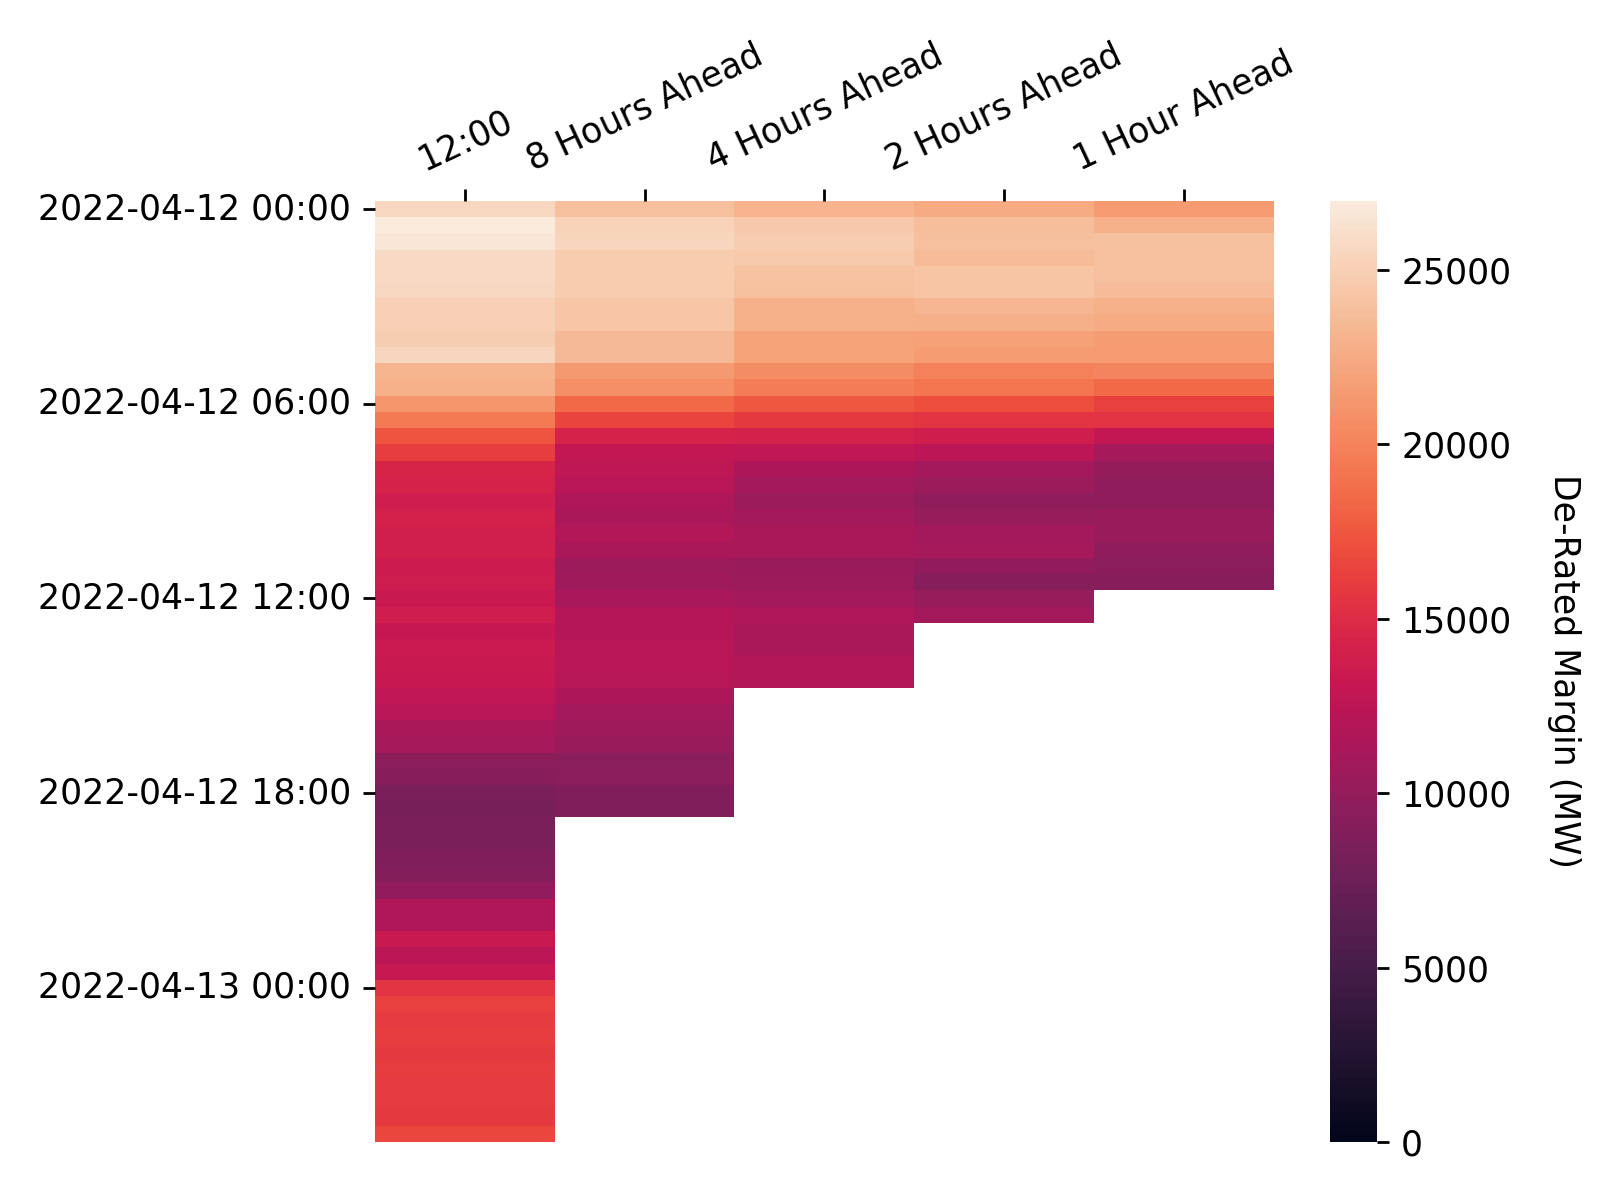 12:00
8 Hours Ahead
4 Hours Ahead
2 Hours Ahead
1 Hour Ahead
2022-04-12 00:00
2022-04-12 06:00
2022-04-12 12:00
2022-04-12 18:00
2022-04-13 00:00
25000
20000
15000
10000
5000
0
De-Rated Margin (MW)